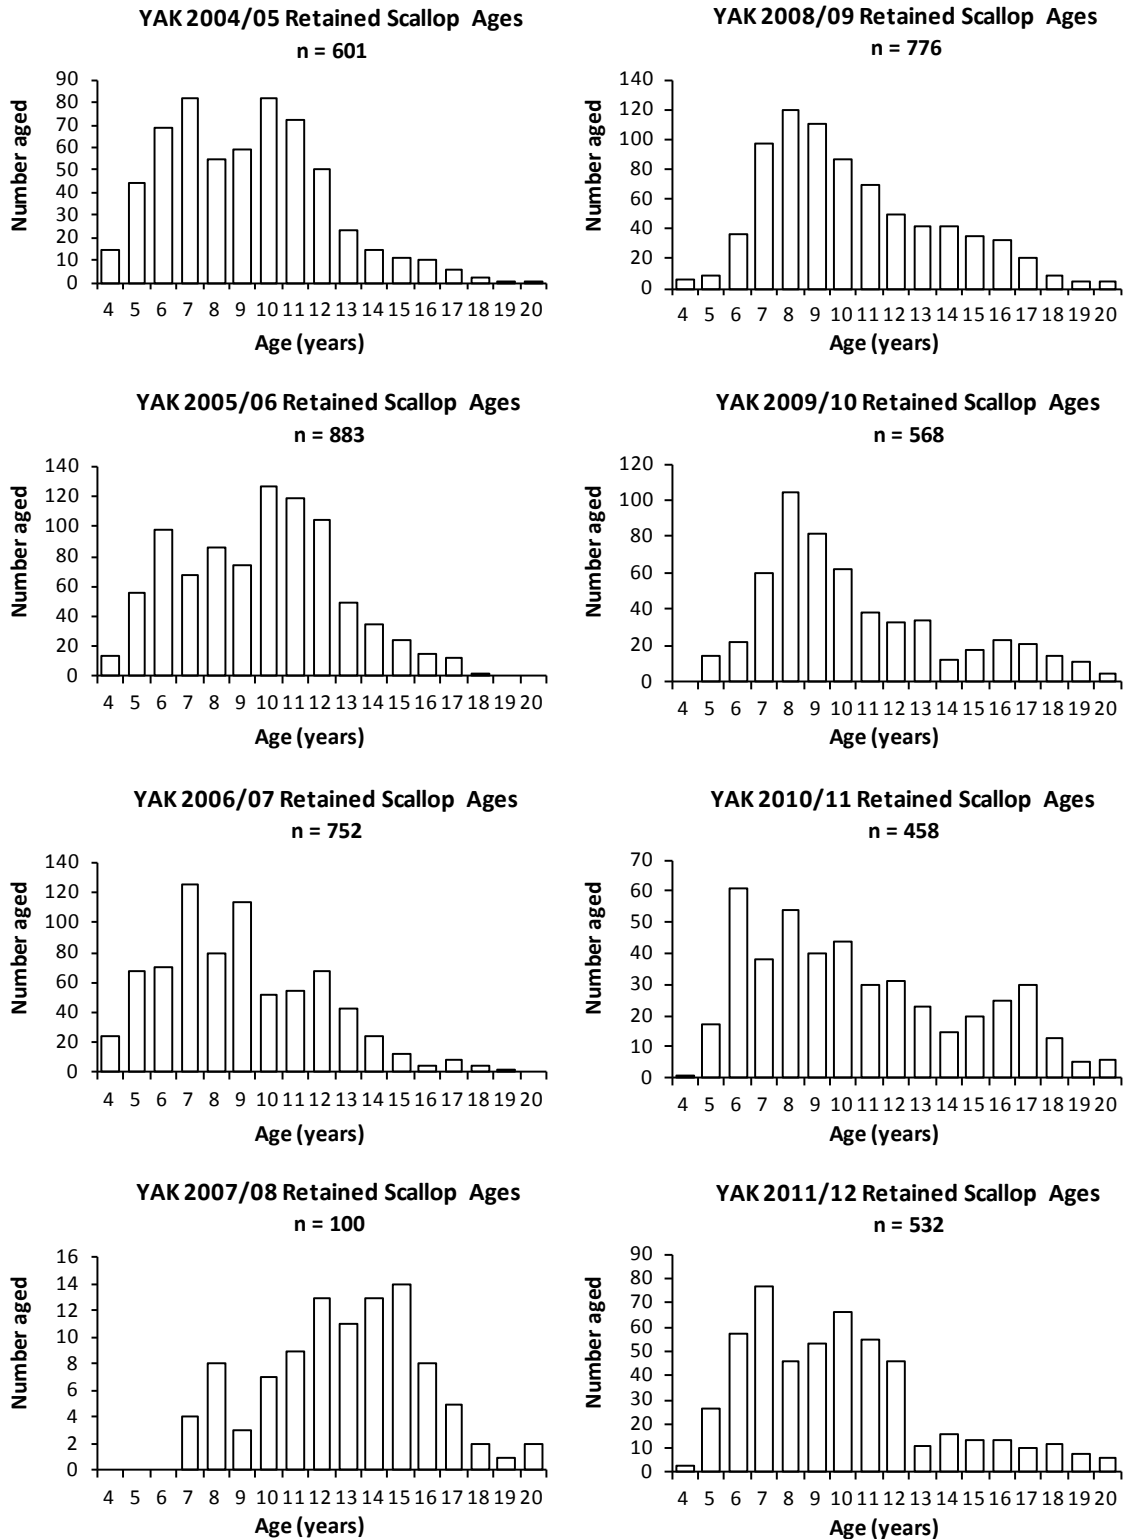 YAK 2004/05 Retained Scallop Ages
n = 601
90
80
70
60
50
40
30
20
10
0
Number aged
4 5 6 7 8 9 10 11 12 13 14 15 16 17 18 19 20
Age (years)
YAK 2005/06 Retained Scallop Ages
n = 883
140
120
100
80
60
40
20
0
Number aged
4 5 6 7 8 9 10 11 12 13 14 15 16 17 18 19 20
Age (years)
YAK 2006/07 Retained Scallop Ages
n = 752
140
120
100
80
60
40
20
0
Number aged
4 5 6 7 8 9 10 11 12 13 14 15 16 17 18 19 20
Age (years)
YAK 2007/08 Retained Scallop Ages
n = 100
16
14
12
10
8
6
4
2
0
Number aged
4 5 6 7 8 9 10 11 12 13 14 15 16 17 18 19 20
Age (years)
YAK 2008/09 Retained Scallop Ages
n = 776
140
120
100
80
60
40
20
0
Number aged
4 5 6 7 8 9 10 11 12 13 14 15 16 17 18 19 20
Age (years)
YAK 2009/10 Retained Scallop Ages
n = 568
120
100
80
60
40
20
0
Number aged
4 5 6 7 8 9 10 11 12 13 14 15 16 17 18 19 20
Age (years)
YAK 2010/11 Retained Scallop Ages
n = 458
70
60
50
40
30
20
10
0
Number aged
4 5 6 7 8 9 10 11 12 13 14 15 16 17 18 19 20
Age (years)
YAK 2011/12 Retained Scallop Ages
n = 532
90
80
70
60
50
40
30
20
10
0
Number aged
4 5 6 7 8 9 10 11 12 13 14 15 16 17 18 19 20
Age (years)